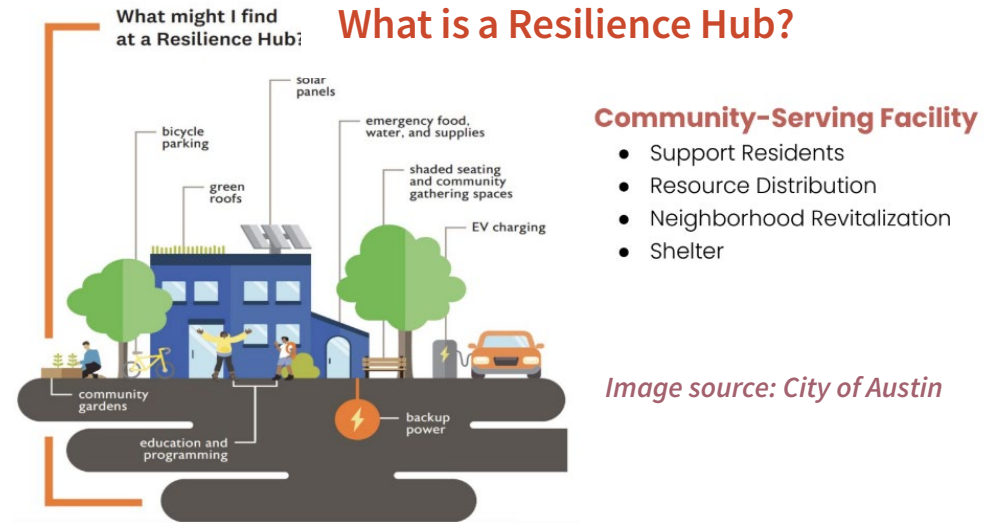 What might I find
at a Resilience Hub?
What is a Resilience Hub?
solar
panels
bicycle
parking
emergency food,
water, and supplies
green
roofs
shaded seating
and community
gathering spaces
EV charging
community
gardens
education and
programming
backup
power
Community-Serving Facility
● Support Residents
● Resource Distribution
● Neighborhood Revitalization
● Shelter
Image source: City of Austin